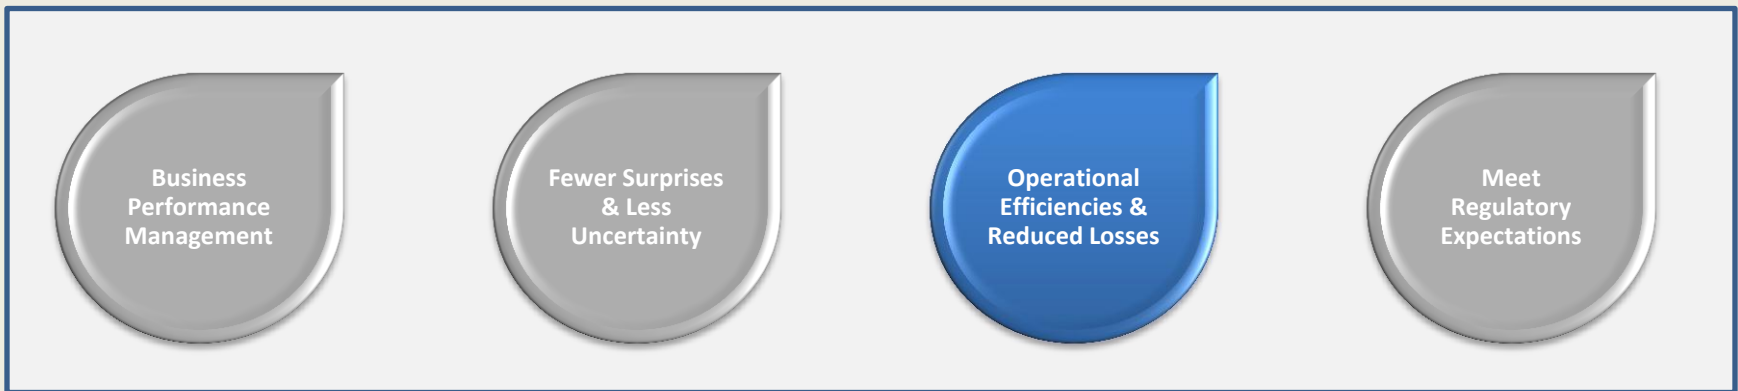 Business
Performance
Management
Fewer Surprises
& Less
Uncertainty
Operational
Efficiencies &
Reduced Losses
Meet
Regulatory
Expectations